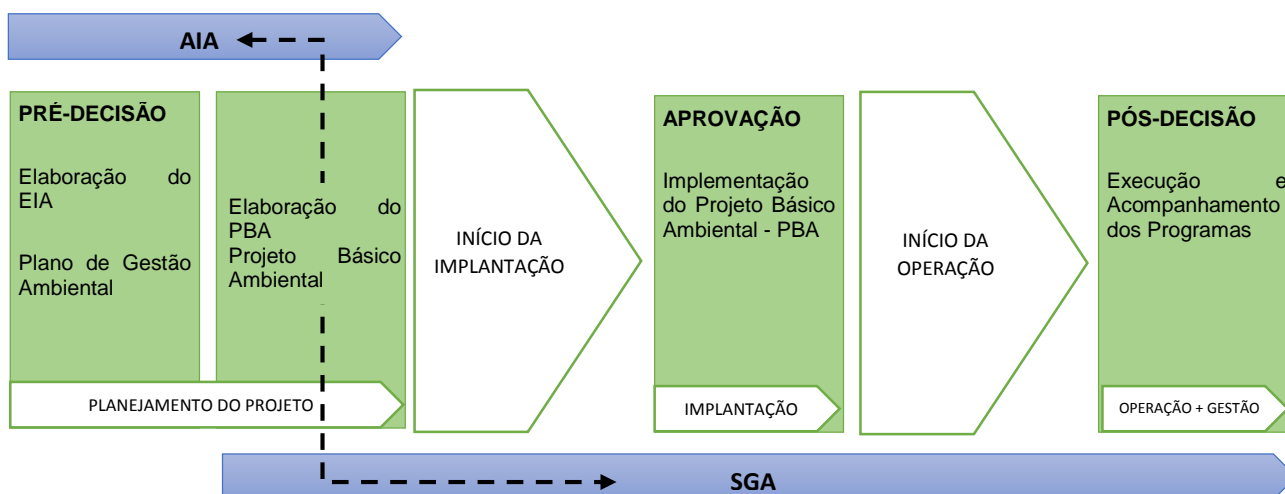 AIA
PRÉ-DECISÃO
Elaboração do
EIA
Plano de Gestão
Ambiental
Elaboração do
PBA
Projeto Básico
Ambiental
PLANEJAMENTO DO PROJETO
INÍCIO DA
IMPLANTAÇÃO
APROVAÇÃO
Implementação
do Projeto Básico
Ambiental - PBA
IMPLANTAÇÃO
INÍCIO DA
OPERAÇÃO
PÓS-DECISÃO
Execução e
Acompanhamento
dos Programas
OPERAÇÃO + GESTÃO
SGA